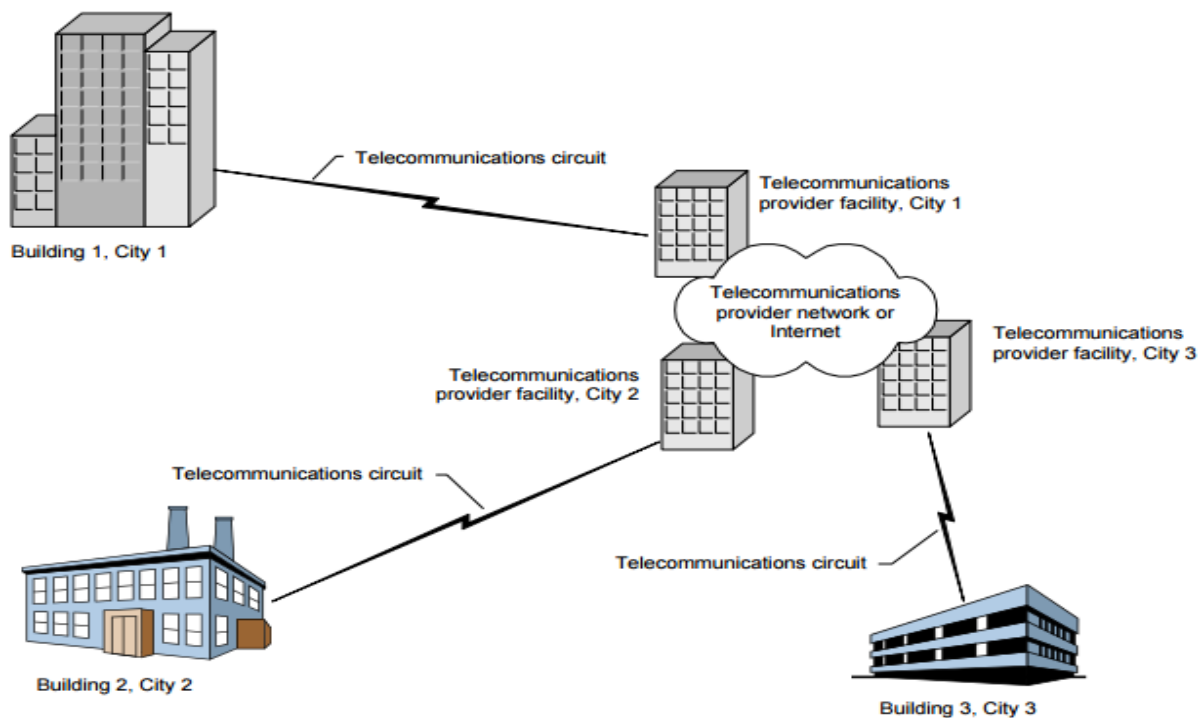 Telecommunications circuit
Telecommunications
provider facility, City 1
Building 1, City 1
Telecommunications
provider network or
Internet
Telecommunications
provider facility, City 3
Telecommunications
provider facility, City 2
Telecommunications circuit
Telecommunications circuit
Building 2, City 2
Building 3, City 3